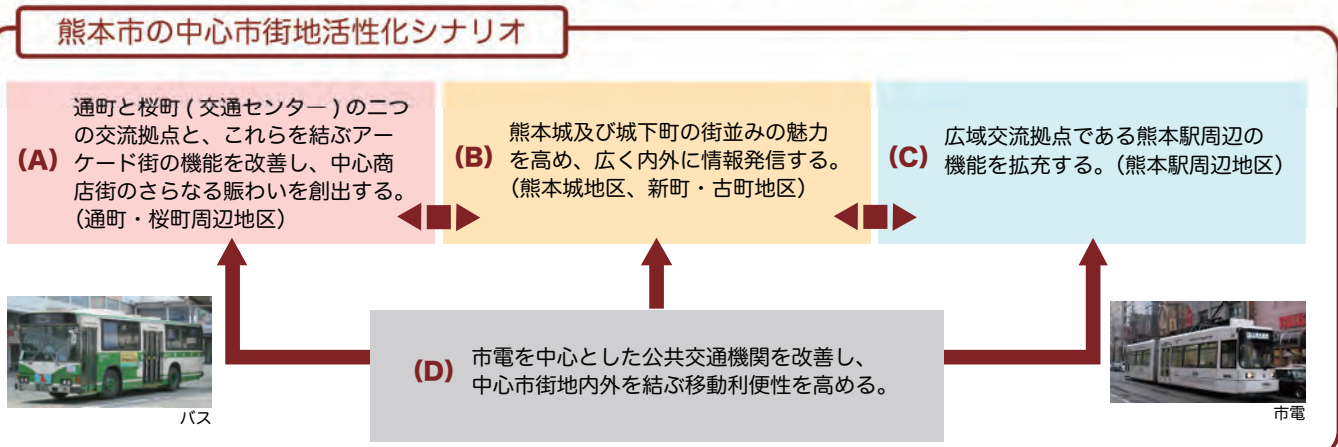 熊本市の中心市街地活性化シナリオ
(A)
通町と桜町(交通センター)の二つ
の交流拠点と、これらを結ぶアー
ケード街の機能を改善し、中心商
店街のさらなる賑わいを創出する。
(通町・桜町周辺地区)
(B)
熊本城及び城下町の街並みの魅力
を高め、広く内外に情報発信する。
(熊本城地区、新町・古町地区)
(C)
広域交流拠点である熊本駅周辺の
機能を拡充する。(熊本駅周辺地区)
(D)
市電を中心とした公共交通機関を改善し、
中心市街地内外を結ぶ移動利便性を高める。
バス
市電